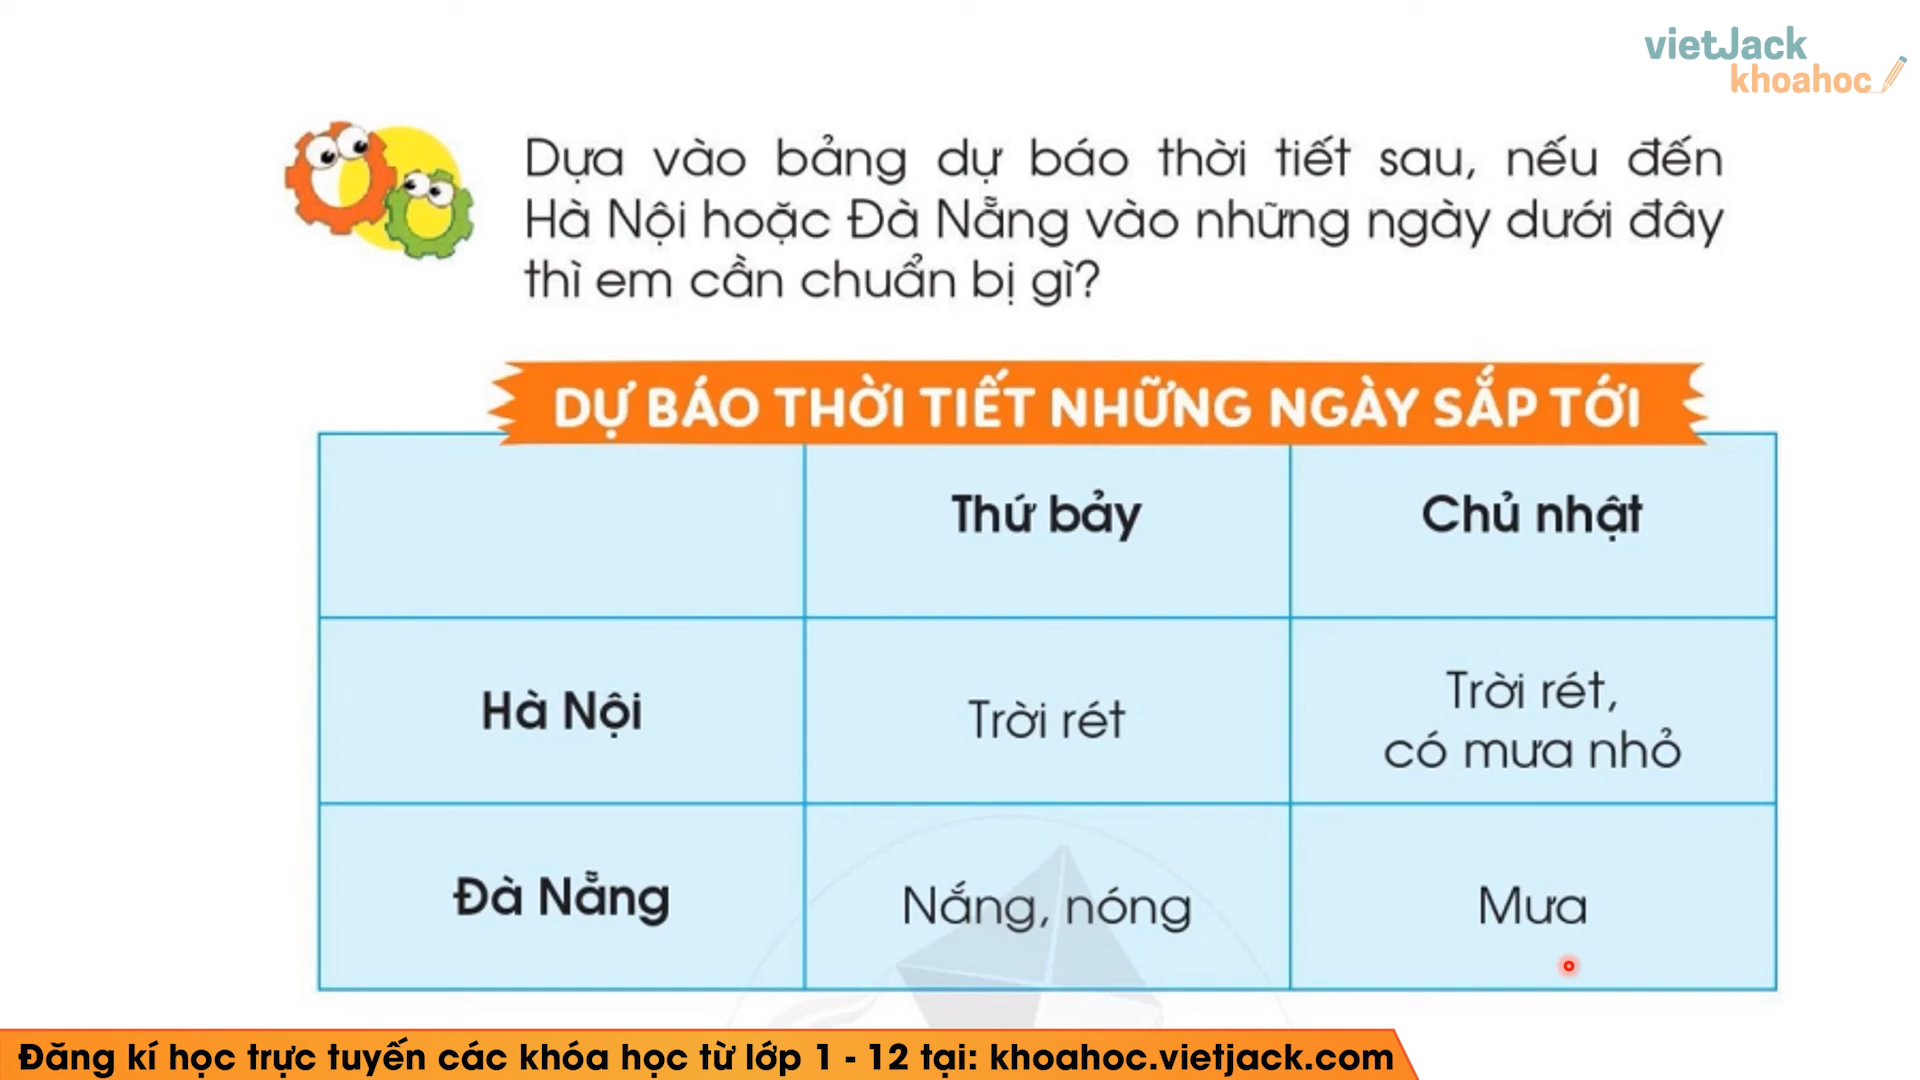 vietJack
khoahoc
Dựa vào bảng dự báo thời tiết sau, nếu đến
Hà Nội hoặc Đà Nẵng vào những ngày dưới đây
thì em cần chuẩn bị gì?
DỰ BÁO THỜI TIẾT NHỮNG NGÀY SẮP TỚI
Thứ bảy
Chủ nhật
Hà Nội
Trời rét
Trời rét,
có mưa nhỏ
Đà Nẵng
Nắng, nóng
Mưa
Đăng kí học trực tuyến các khóa học từ lớp 1 - 12 tại: khoahoc.vietjack.com